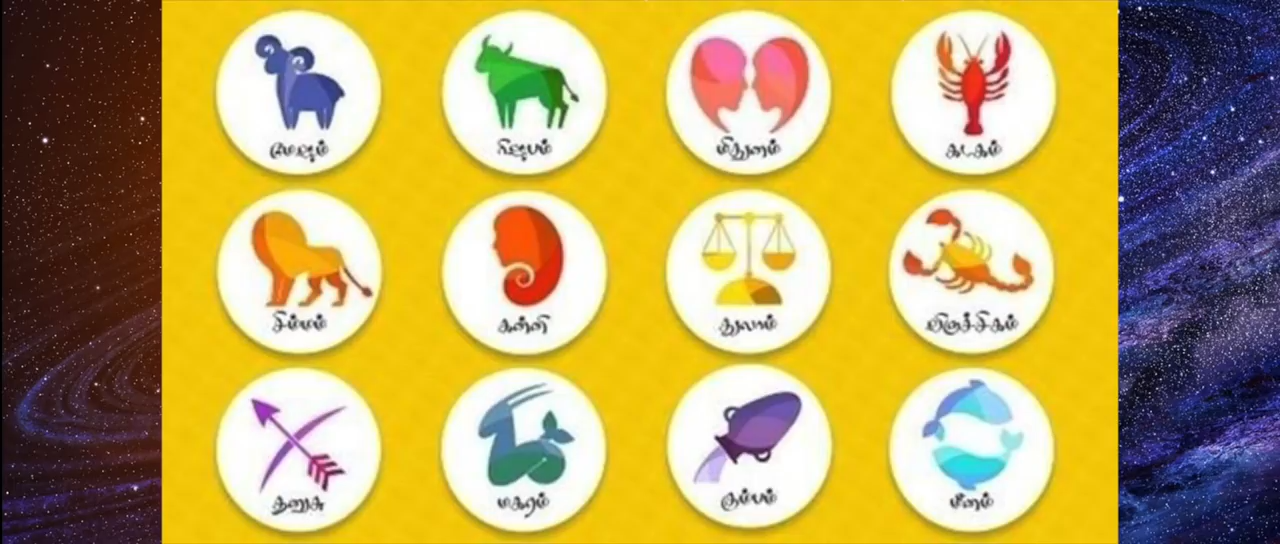 மேஷம்
ரிஷபம்
மிதுனம்
கடகம்
சிம்மம்
கன்னி
துலாம்
விருச்சிகம்
தனுசு
மகரம்
கும்பம்
மீனம்